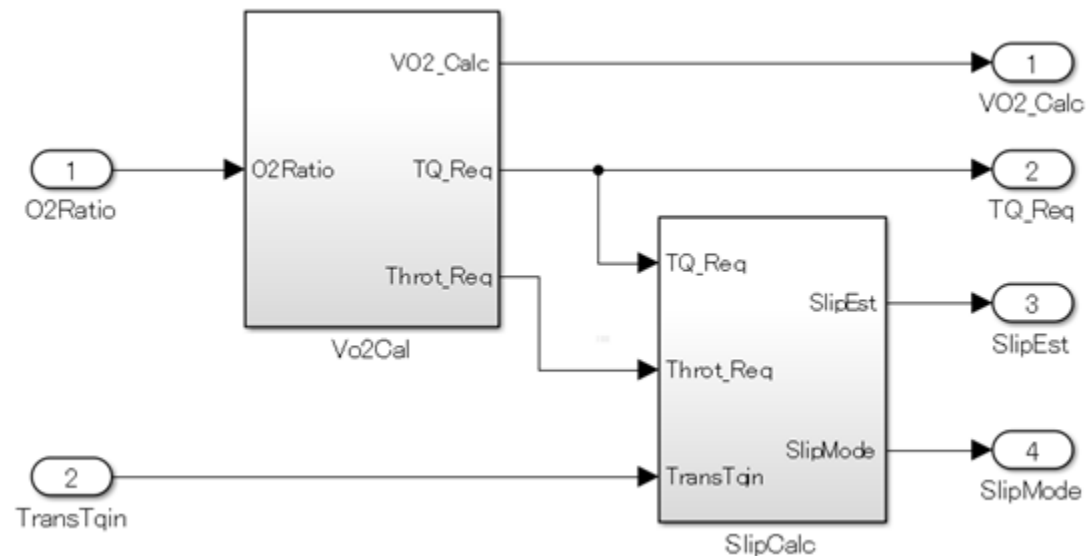 VO2_Calc
1
VO2_Calc
1
O2Ratio
O2Ratio
TQ_Req
2
TQ_Req
Throt_Req
Vo2Cal
TQ_Req
SlipEst
3
SlipEst
Throt_Req
2
TransTqin
TransTqin
SlipMode
4
SlipMode
SlipCalc